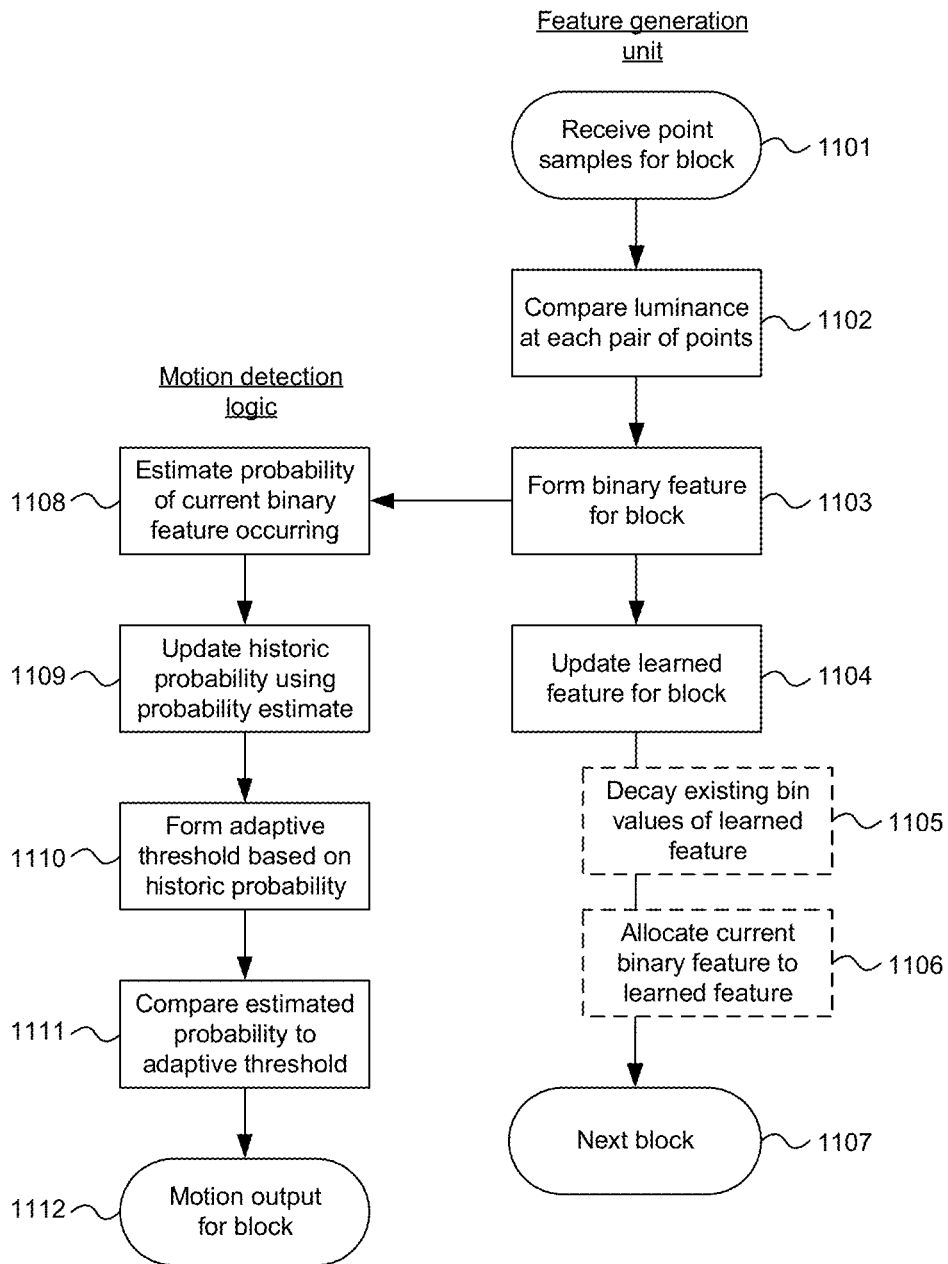 Feature generation
unit
Receive point
samples for block
1101
Compare luminance
at each pair of points
1102
Form binary feature
for block
1103
Update learned
feature for block
1104
Decay existing bin
values of learned
feature
1105
Allocate current
binary feature to
learned feature
1106
Next block
1107
Motion detection
logic
1108
Estimate probability
of current binary
feature occurring
1109
Update historic
probability using
probability estimate
1110
Form adaptive
threshold based on
historic probability
1111
Compare estimated
probability to
adaptive threshold
1112
Motion output
for block